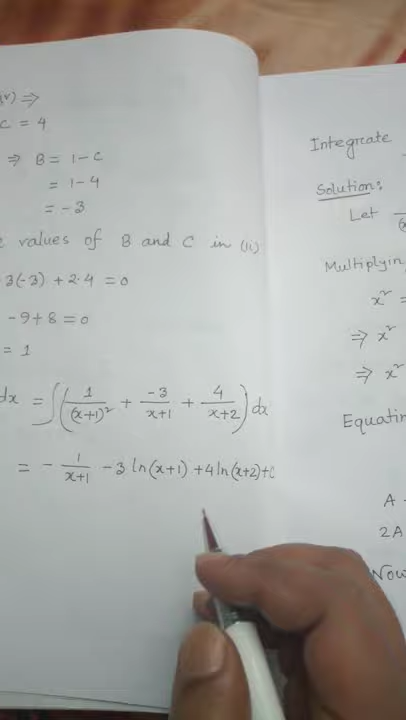 ⇒
C = 4
⇒ B = 1-C
= 1-4
= -3
values of B and C in (ii)
3(-3) + 2.4 = 0
-9+8 = 0
= 1
dx = ∫(1/(x+1)² + -3/x+1 + 4/x+2)dx
= - 1/x+1 -3 ln(x+1) +4 ln(x+2)+c
Integrate
Solution:
Let
Multiplying
x² =
⇒ x²
⇒ x²
Equating
A
2A
Now